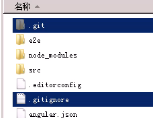 名称
.git
e2e
node_modules
src
.editorconfig
.gitignore
angular.json